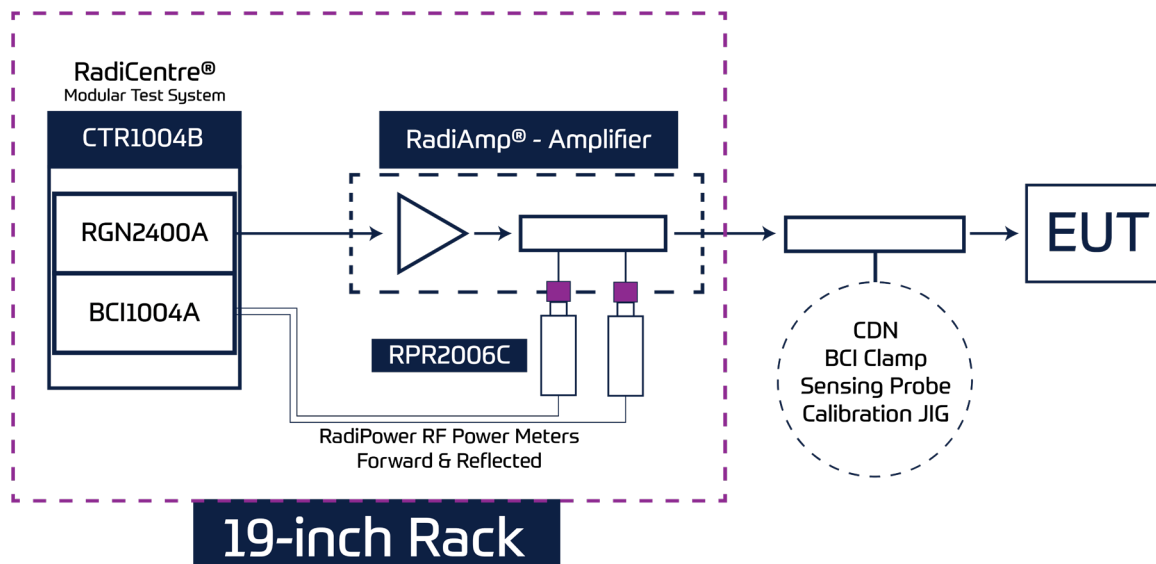 RadiCentre®
Modular Test System
CTR1004B
RGN2400A
BCI1004A
RadiAmp® - Amplifier
RPR2006C
RadiPower RF Power Meters
Forward & Reflected
EUT
CDN
BCI Clamp
Sensing Probe
Calibration JIG
19-inch Rack